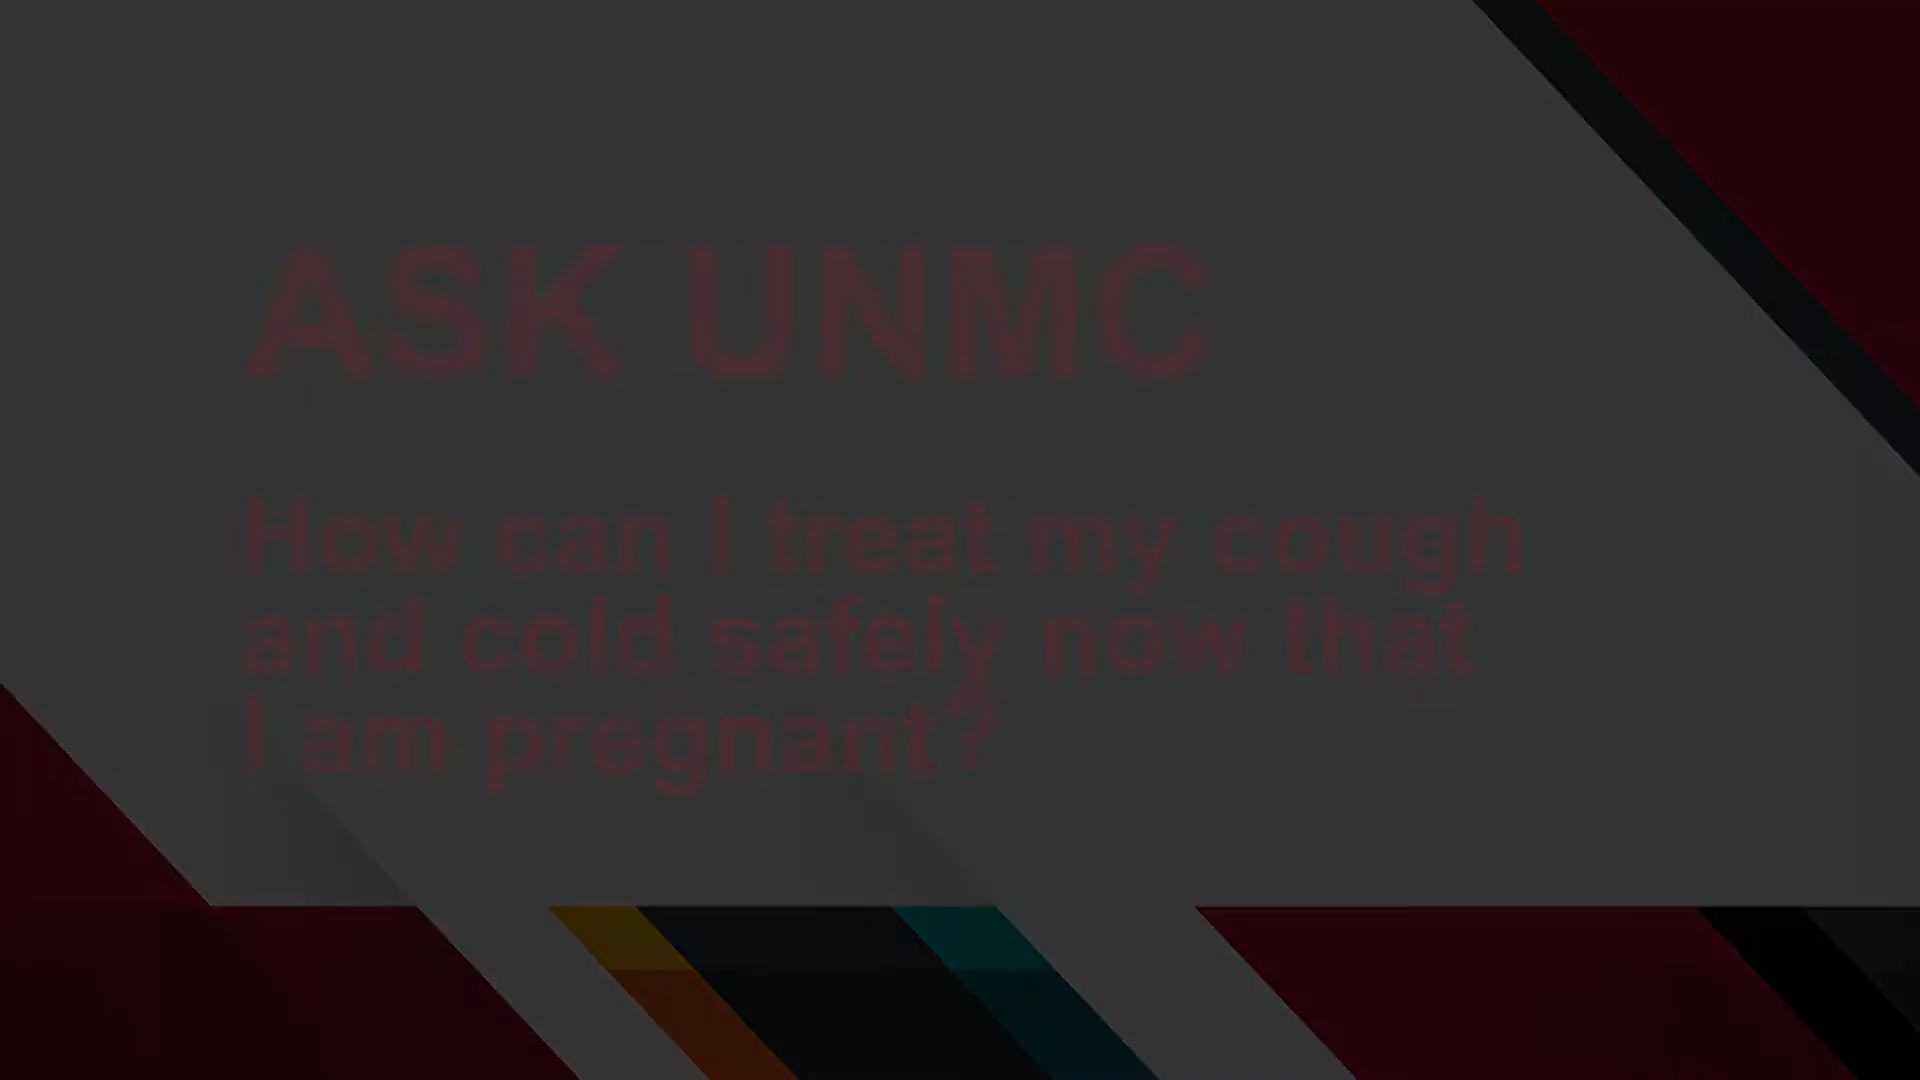 ASK UNMC
How can I treat my cough
and cold safely now that
I am pregnant?